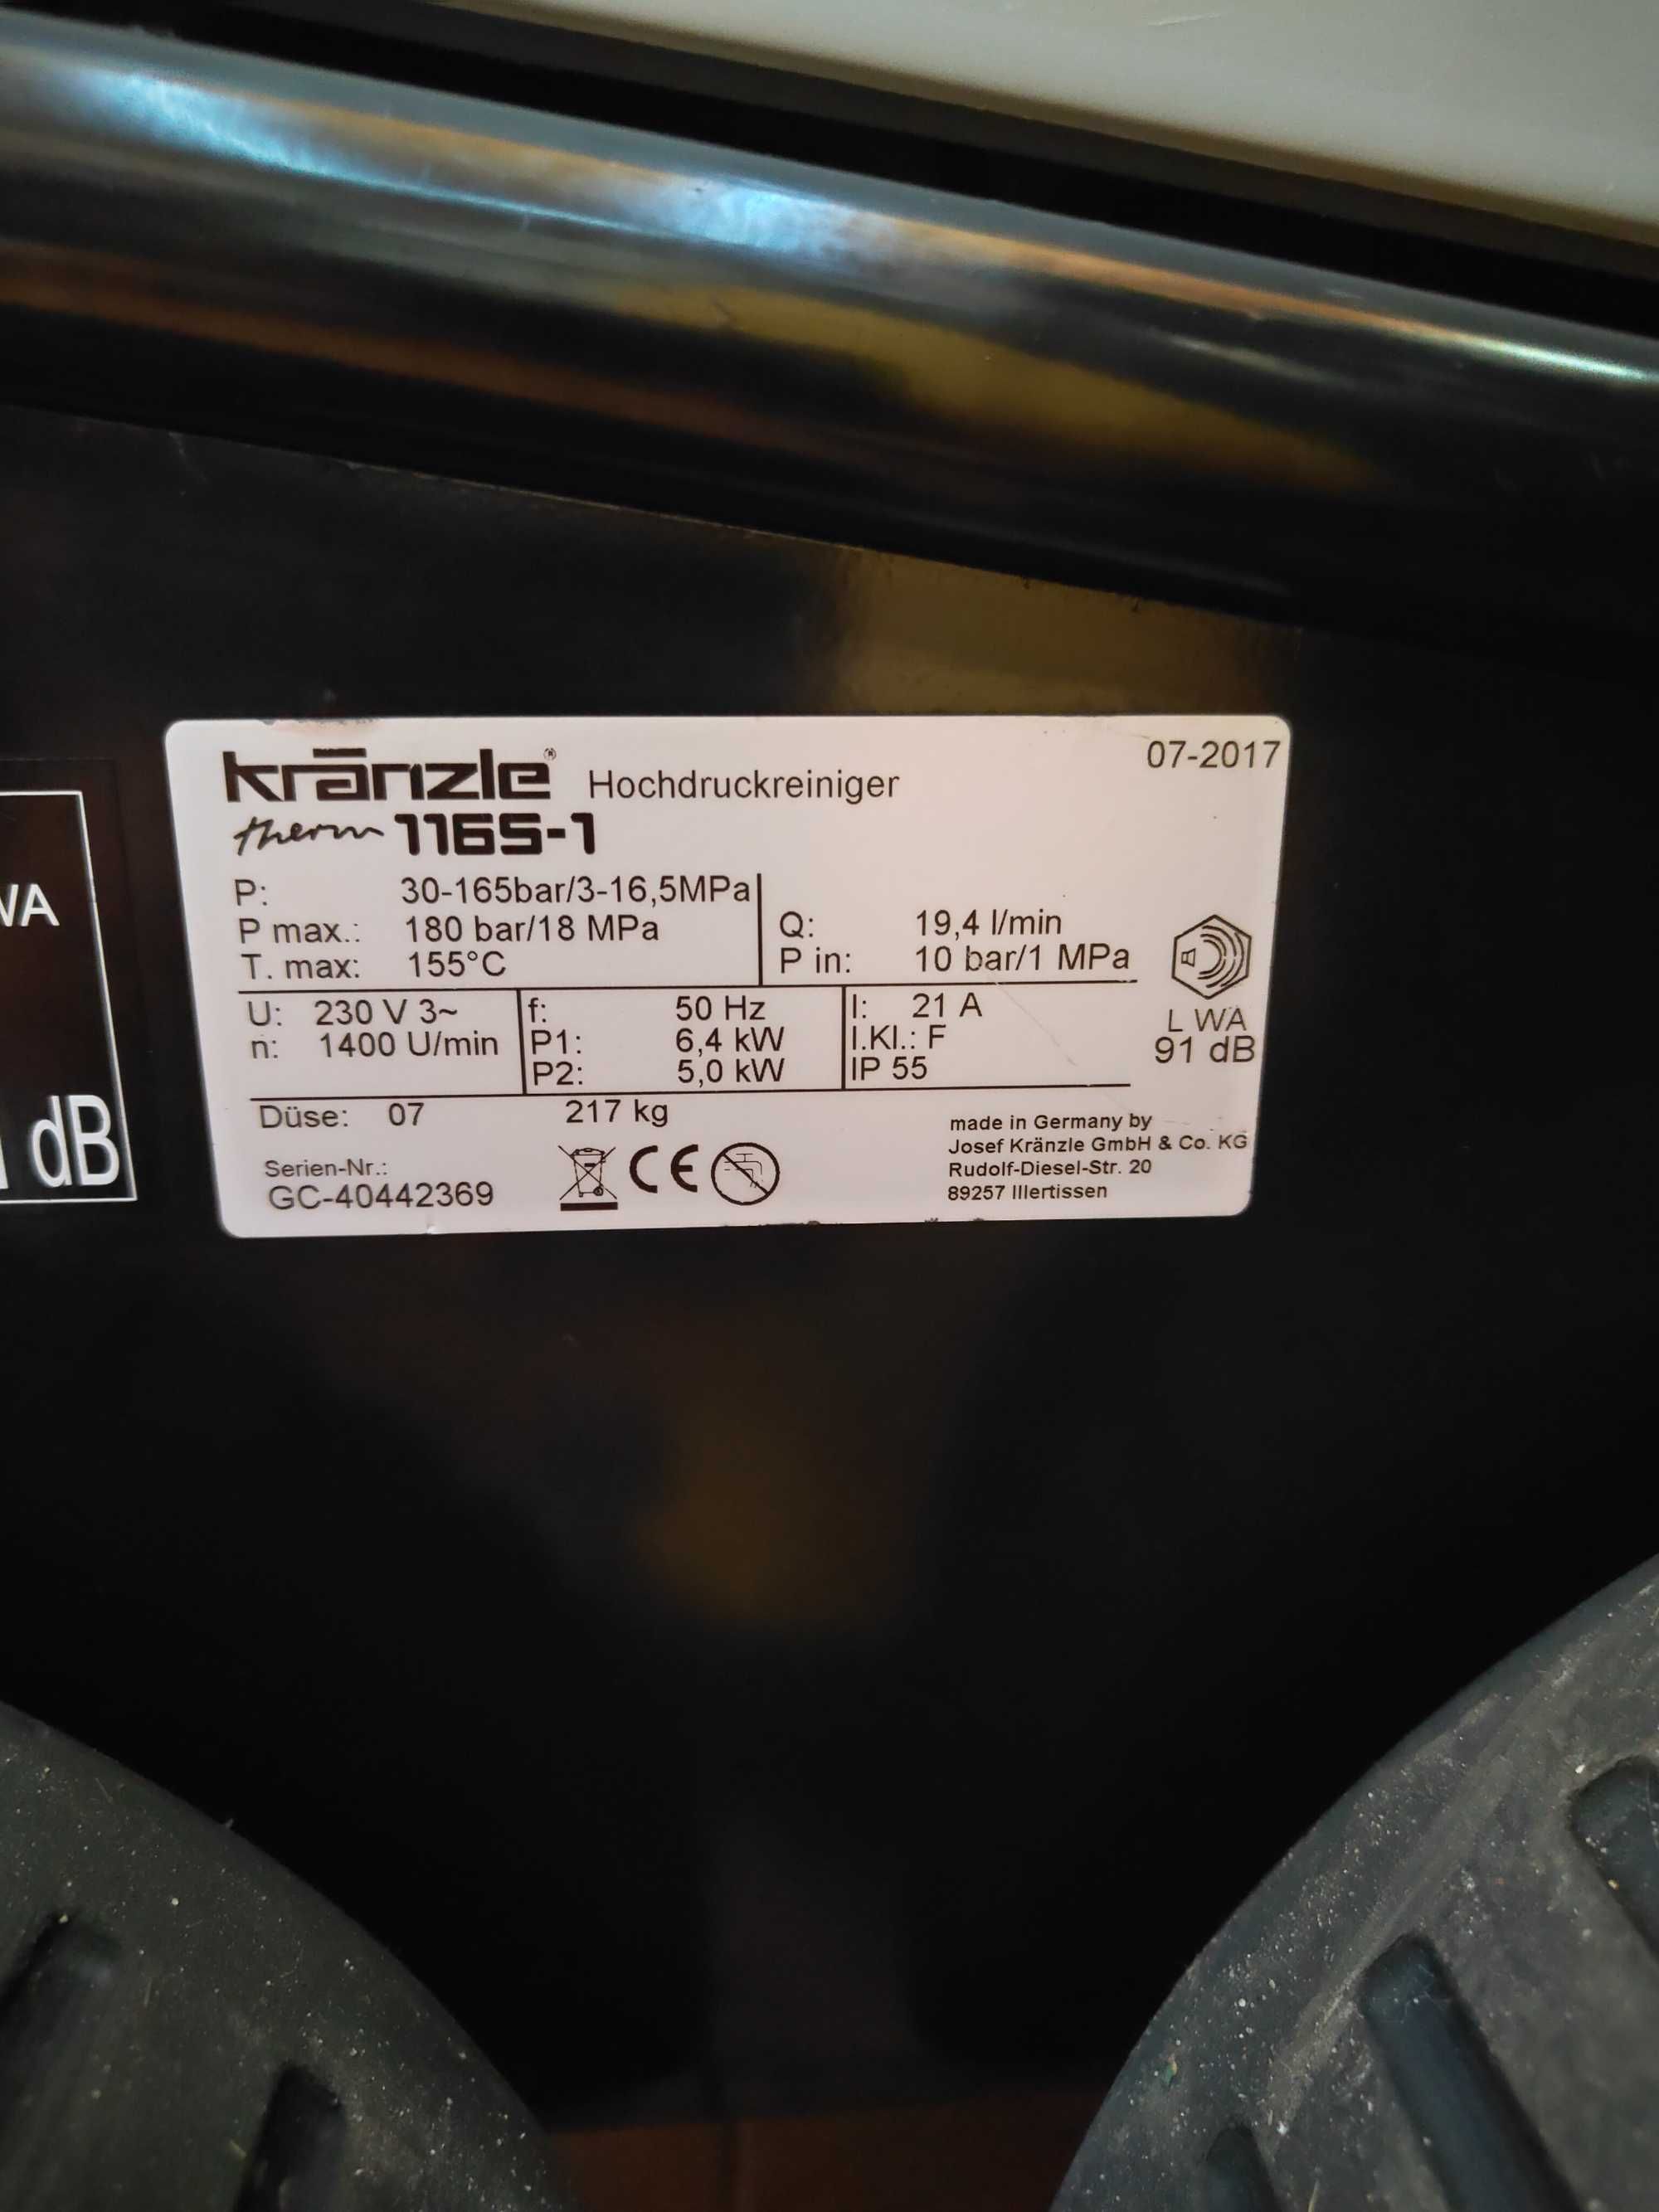 kränzle® Hochdruckreiniger
07-2017
therm 1165-1
P: 30-165bar/3-16,5MPa
P max.: 180 bar/18 MPa
T. max: 155°C
Q: 19,4 l/min
P in: 10 bar/1 MPa
U: 230 V 3~
n: 1400 U/min
f: 50 Hz
P1: 6,4 kW
P2: 5,0 kW
I: 21 A
I.Kl.: F
IP 55
L WA
91 dB
Düse: 07
217 kg
Serien-Nr.:
GC-40442369
CE
made in Germany by
Josef Kränzle GmbH & Co. KG
Rudolf-Diesel-Str. 20
89257 Illertissen
WA
dB